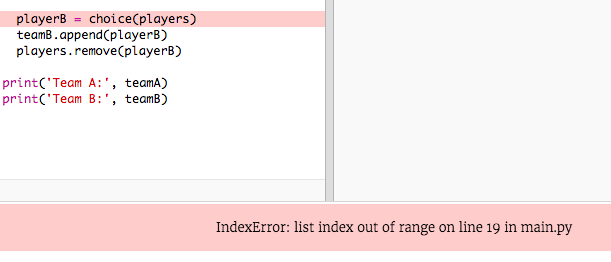 playerB = choice(players)
teamB.append(playerB)
players.remove(playerB)
print('Team A:', teamA)
print('Team B:', teamB)
IndexError: list index out of range on line 19 in main.py